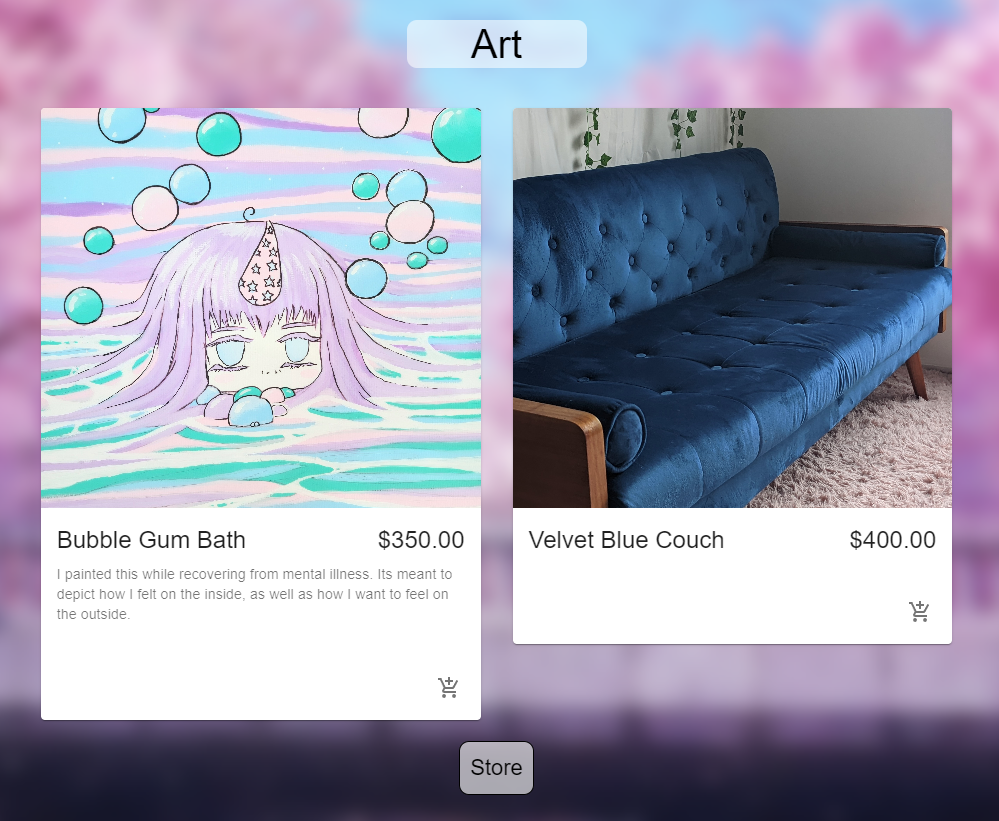 Art
Bubble Gum Bath
$350.00
I painted this while recovering from mental illness. Its meant to
depict how I felt on the inside, as well as how I want to feel on
the outside.
Velvet Blue Couch
$400.00
Store